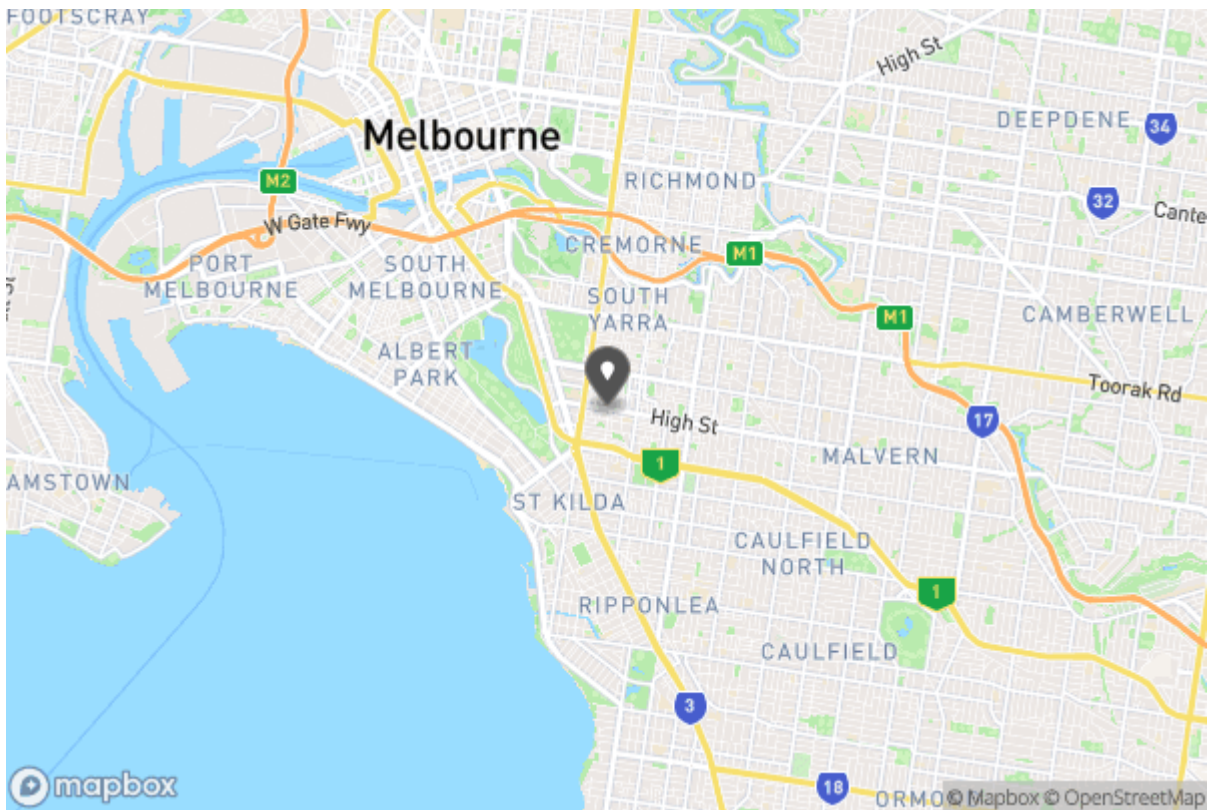 FOOTSCRAY
High St
DEEPDENE
34
Melbourne
M2
RICHMOND
32
W Gate Fwy
CREMORNE
M1
PORT
MELBOURNE
SOUTH
MELBOURNE
SOUTH
YARRA
M1
CAMBERWELL
ALBERT
PARK
Toorak Rd
High St
17
1
MALVERN
AMSTOWN
ST KILDA
CAULFIELD
NORTH
1
RIPPONLEA
CAULFIELD
3
18
mapbox
© Mapbox © OpenStreetMap